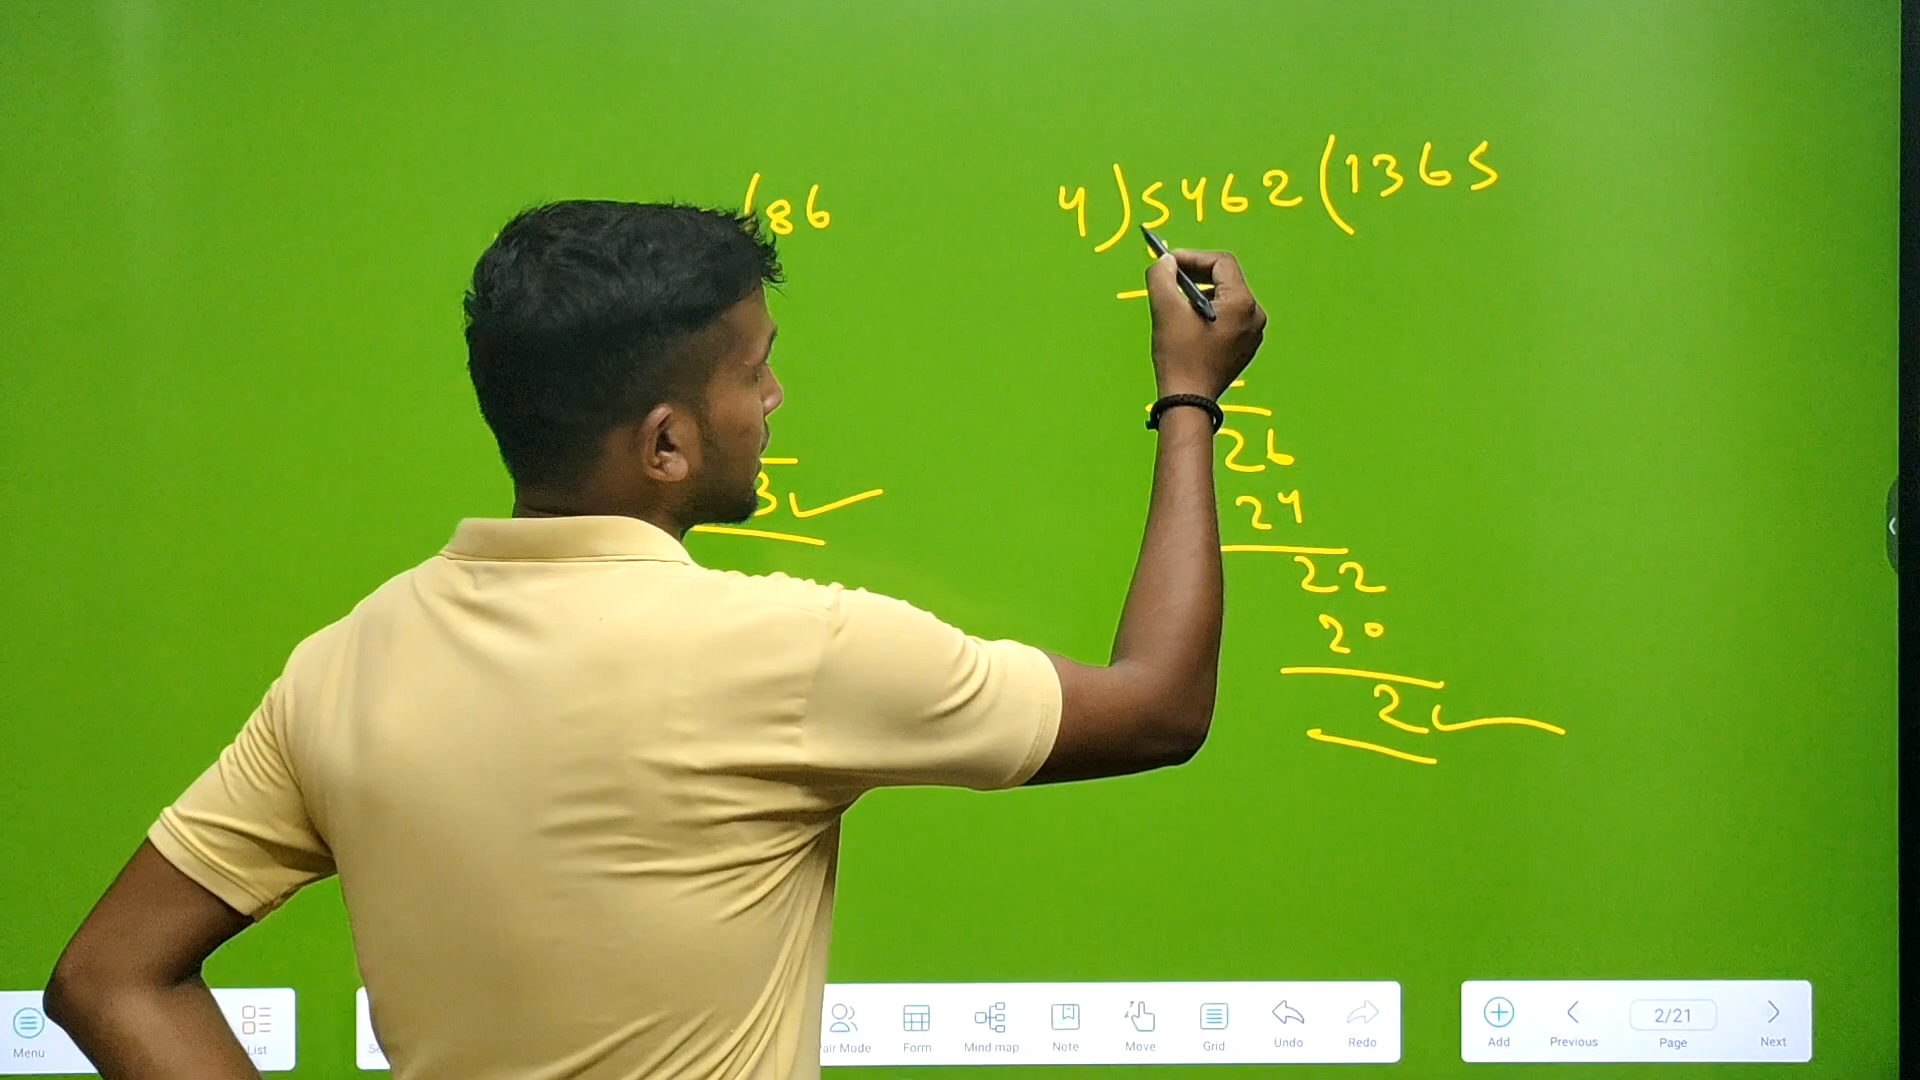 (86
3
4)5462(1365
26
24
22
20
2
Menu
List
Form
Mind map
Note
Move
Grid
Undo
Redo
Add
Previous
2/21
Page
Next